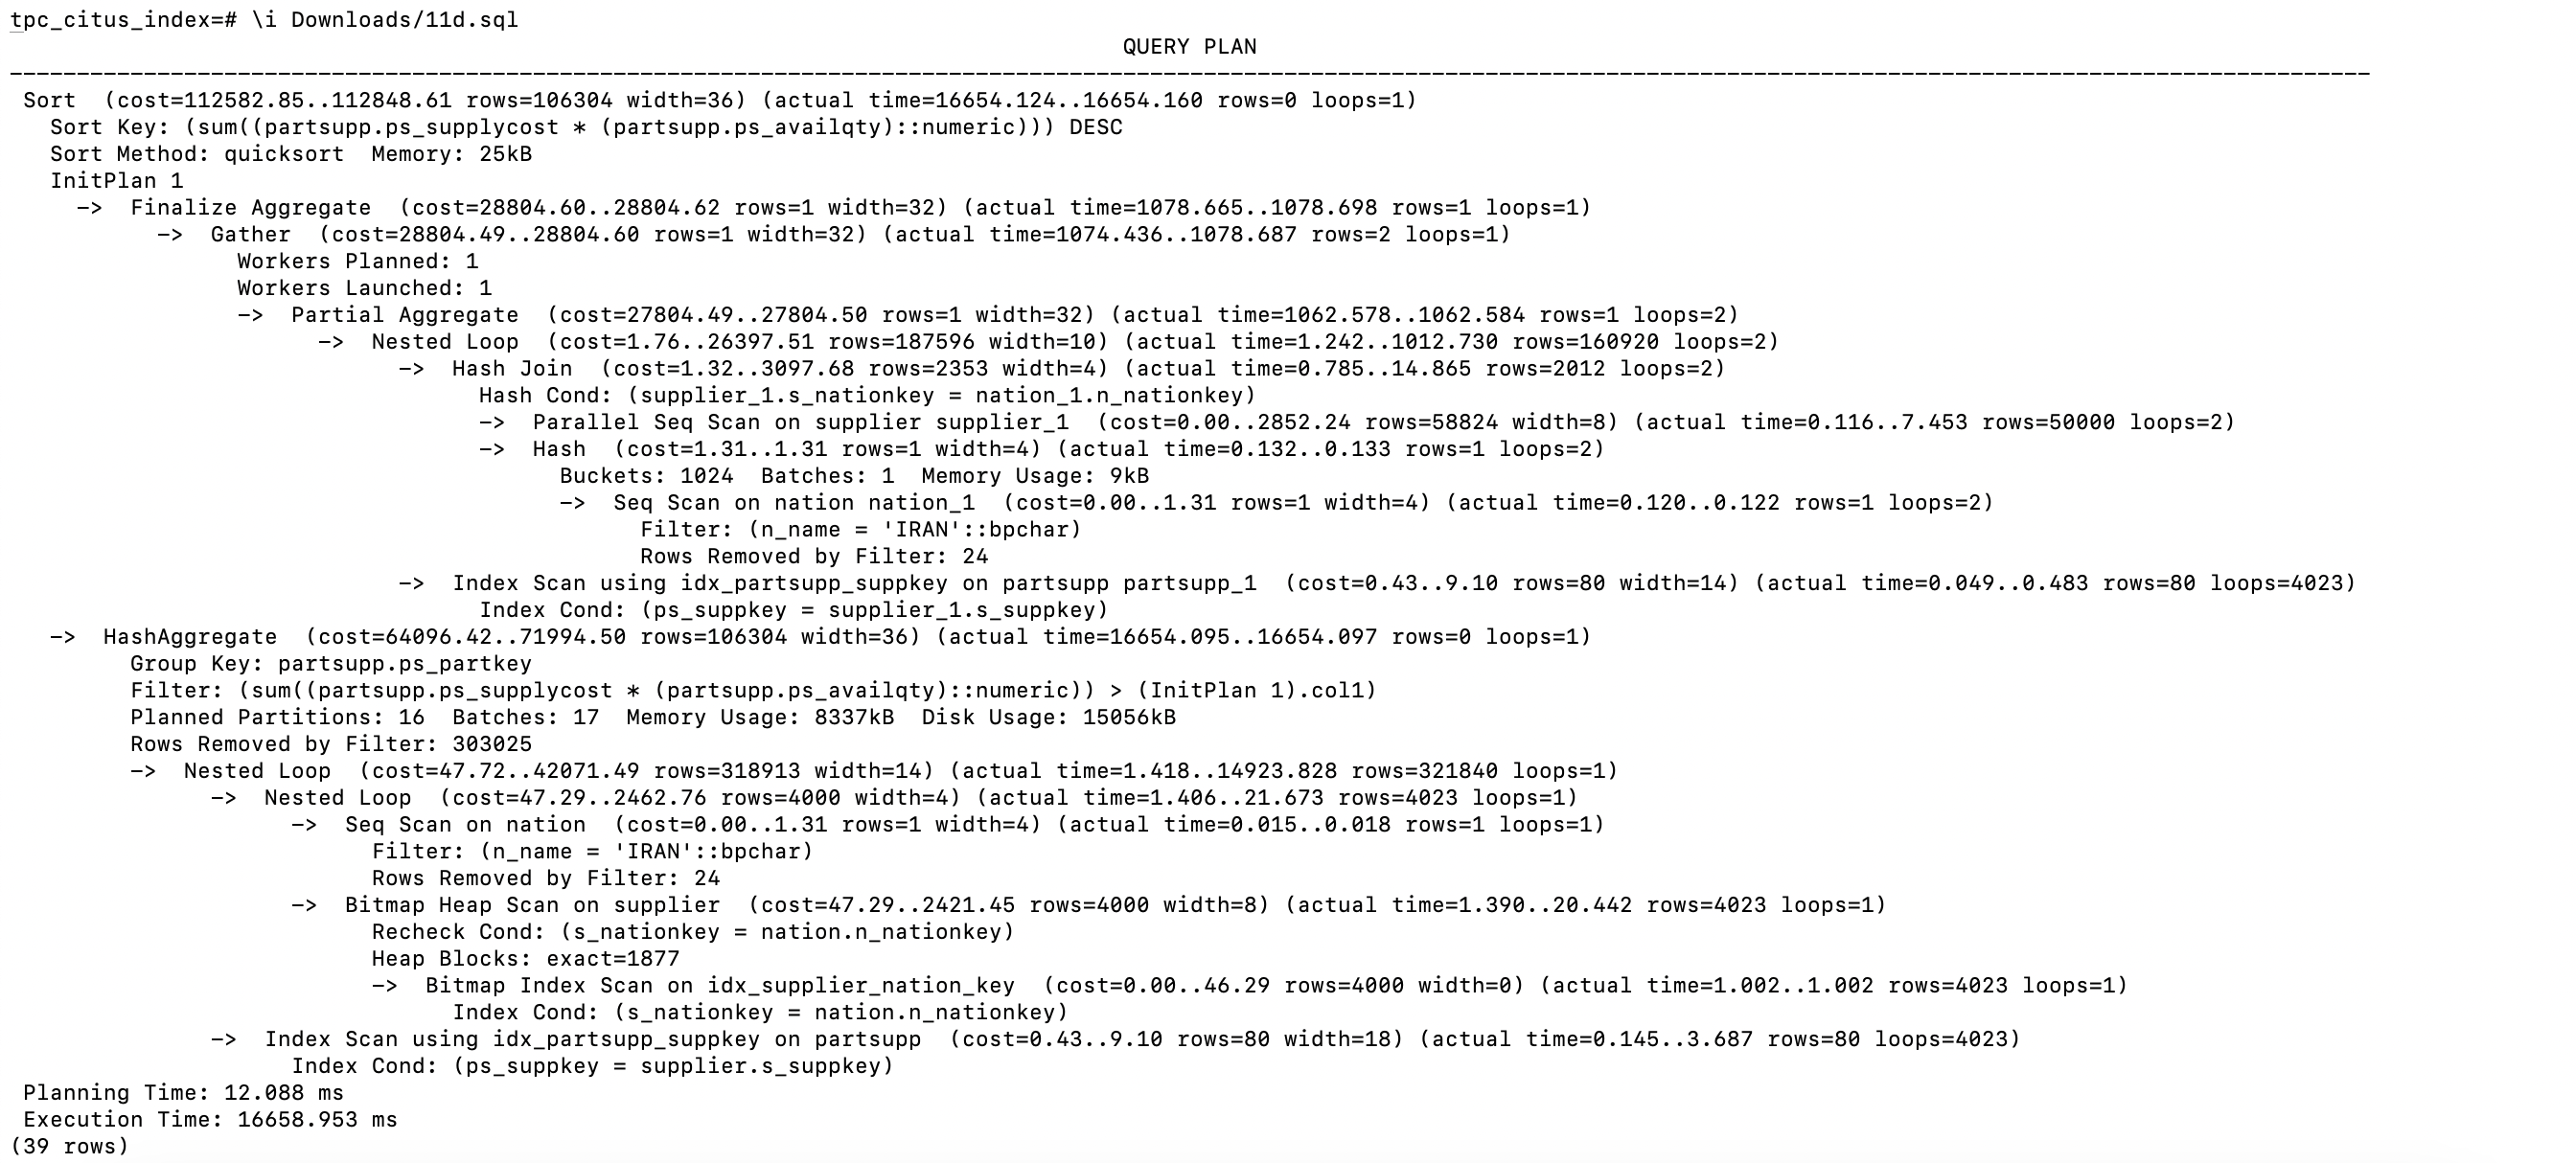 tpc_citus_index=# \i Downloads/11d.sql
QUERY PLAN
--------------------------------------------------------------------------------------------------------------------------------------------------------------------------------
Sort  (cost=112582.85..112848.61 rows=106304 width=36) (actual time=16654.124..16654.160 rows=0 loops=1)
  Sort Key: (sum((partsupp.ps_supplycost * (partsupp.ps_availqty)::numeric))) DESC
  Sort Method: quicksort  Memory: 25kB
  InitPlan 1
    ->  Finalize Aggregate  (cost=28804.60..28804.62 rows=1 width=32) (actual time=1078.665..1078.698 rows=1 loops=1)
          ->  Gather  (cost=28804.49..28804.60 rows=1 width=32) (actual time=1074.436..1078.687 rows=2 loops=1)
                Workers Planned: 1
                Workers Launched: 1
                ->  Partial Aggregate  (cost=27804.49..27804.50 rows=1 width=32) (actual time=1062.578..1062.584 rows=1 loops=2)
                      ->  Nested Loop  (cost=1.76..26397.51 rows=187596 width=10) (actual time=1.242..1012.730 rows=160920 loops=2)
                            ->  Hash Join  (cost=1.32..3097.68 rows=2353 width=4) (actual time=0.785..14.865 rows=2012 loops=2)
                                  Hash Cond: (supplier_1.s_nationkey = nation_1.n_nationkey)
                                  ->  Parallel Seq Scan on supplier supplier_1  (cost=0.00..2852.24 rows=58824 width=8) (actual time=0.116..7.453 rows=50000 loops=2)
                                  ->  Hash  (cost=1.31..1.31 rows=1 width=4) (actual time=0.132..0.133 rows=1 loops=2)
                                        Buckets: 1024  Batches: 1  Memory Usage: 9kB
                                        ->  Seq Scan on nation nation_1  (cost=0.00..1.31 rows=1 width=4) (actual time=0.120..0.122 rows=1 loops=2)
                                              Filter: (n_name = 'IRAN'::bpchar)
                                              Rows Removed by Filter: 24
                            ->  Index Scan using idx_partsupp_suppkey on partsupp partsupp_1  (cost=0.43..9.10 rows=80 width=14) (actual time=0.049..0.483 rows=80 loops=4023)
                                  Index Cond: (ps_suppkey = supplier_1.s_suppkey)
  ->  HashAggregate  (cost=64096.42..71994.50 rows=106304 width=36) (actual time=16654.095..16654.097 rows=0 loops=1)
        Group Key: partsupp.ps_partkey
        Filter: (sum((partsupp.ps_supplycost * (partsupp.ps_availqty)::numeric)) > (InitPlan 1).col1)
        Planned Partitions: 16  Batches: 17  Memory Usage: 8337kB  Disk Usage: 15056kB
        Rows Removed by Filter: 303025
        ->  Nested Loop  (cost=47.72..42071.49 rows=318913 width=14) (actual time=1.418..14923.828 rows=321840 loops=1)
              ->  Nested Loop  (cost=47.29..2462.76 rows=4000 width=4) (actual time=1.406..21.673 rows=4023 loops=1)
                    ->  Seq Scan on nation  (cost=0.00..1.31 rows=1 width=4) (actual time=0.015..0.018 rows=1 loops=1)
                          Filter: (n_name = 'IRAN'::bpchar)
                          Rows Removed by Filter: 24
                    ->  Bitmap Heap Scan on supplier  (cost=47.29..2421.45 rows=4000 width=8) (actual time=1.390..20.442 rows=4023 loops=1)
                          Recheck Cond: (s_nationkey = nation.n_nationkey)
                          Heap Blocks: exact=1877
                          ->  Bitmap Index Scan on idx_supplier_nation_key  (cost=0.00..46.29 rows=4000 width=0) (actual time=1.002..1.002 rows=4023 loops=1)
                                Index Cond: (s_nationkey = nation.n_nationkey)
              ->  Index Scan using idx_partsupp_suppkey on partsupp  (cost=0.43..9.10 rows=80 width=18) (actual time=0.145..3.687 rows=80 loops=4023)
                    Index Cond: (ps_suppkey = supplier.s_suppkey)
Planning Time: 12.088 ms
Execution Time: 16658.953 ms
(39 rows)